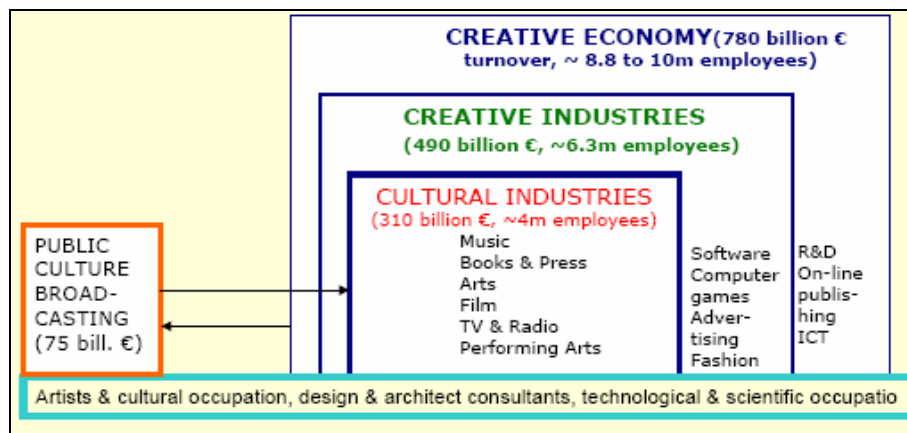 CREATIVE ECONOMY(780 billion €
turnover, ~ 8.8 to 10m employees)
CREATIVE INDUSTRIES
(490 billion €, ~6.3m employees)
CULTURAL INDUSTRIES
(310 billion €, ~4m employees)
Music
Books & Press
Arts
Film
TV & Radio
Performing Arts
Software
Computer
games
Adver-
tising
Fashion
R&D
On-line
publis-
hing
ICT
PUBLIC
CULTURE
BROAD-
CASTING
(75 bill. €)
Artists & cultural occupation, design & architect consultants, technological & scientific occupatio